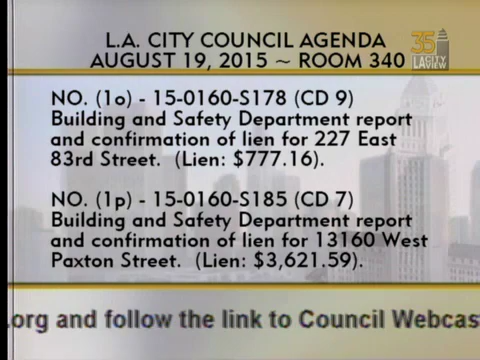 L.A. CITY COUNCIL AGENDA
AUGUST 19, 2015 ~ ROOM 340
35
LA CITY VIEW
NO. (1o) - 15-0160-S178 (CD 9)
Building and Safety Department report
and confirmation of lien for 227 East
83rd Street. (Lien: $777.16).
NO. (1p) - 15-0160-S185 (CD 7)
Building and Safety Department report
and confirmation of lien for 13160 West
Paxton Street. (Lien: $3,621.59).
.org and follow the link to Council Webcas